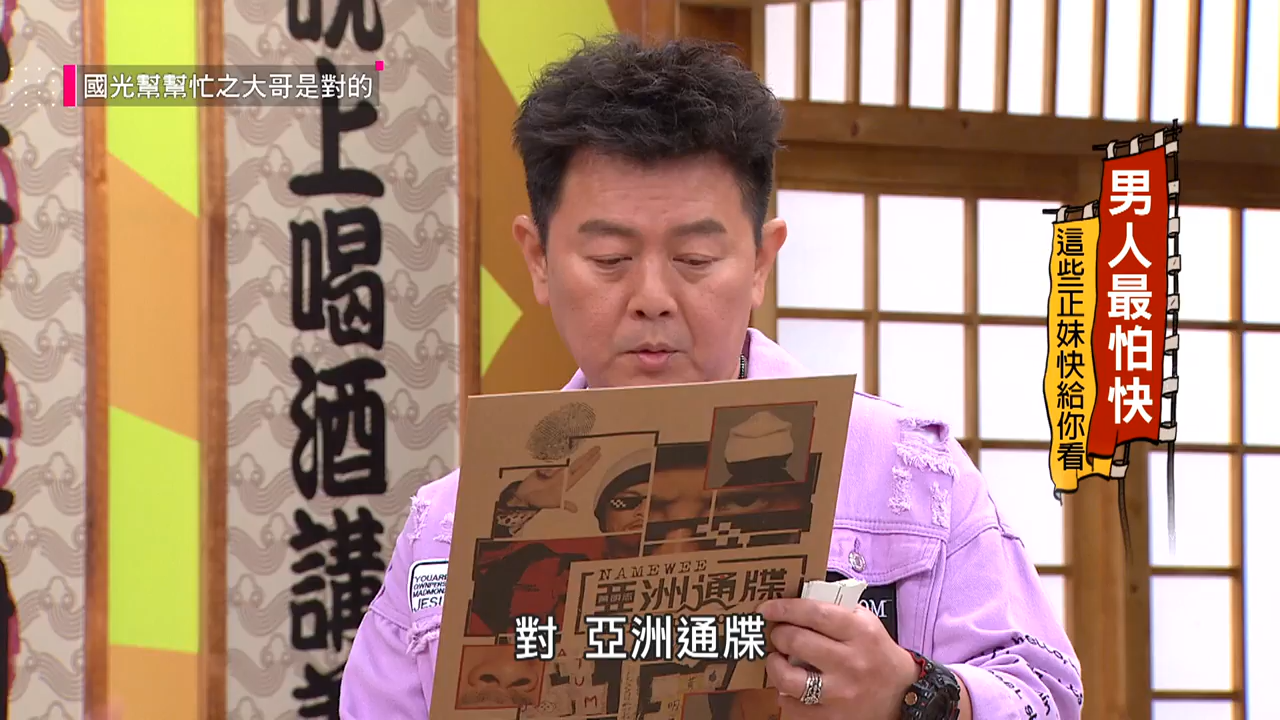 國光幫幫忙之大哥是對的
上喝酒講
男人最怕快
這些正妹快給你看
NAMEWEE
亞洲通牒
YOUARE
JESU
對 亞洲通牒